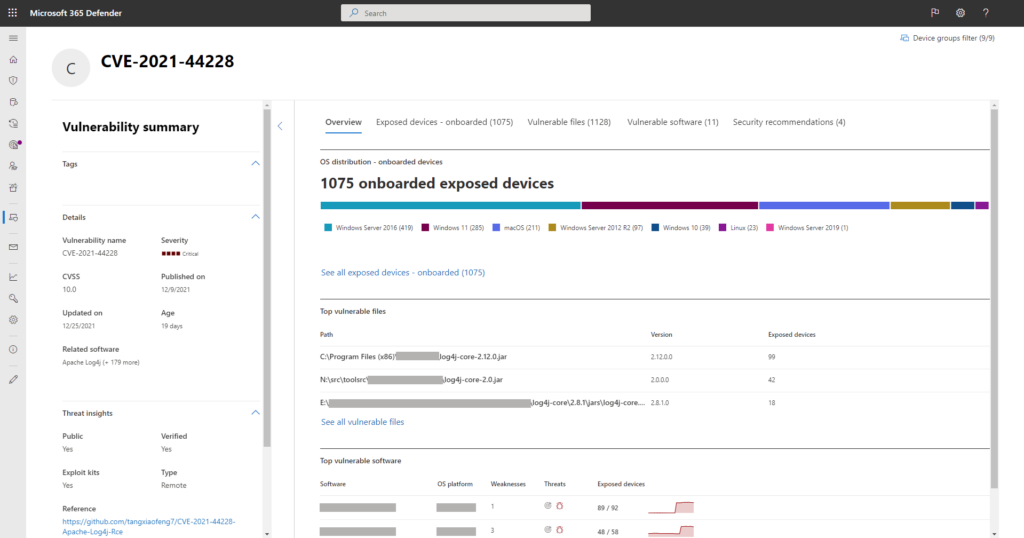 Microsoft 365 Defender
Search
Device groups filter (9/9)
C
CVE-2021-44228
Vulnerability summary
Tags
Details
Vulnerability name
Severity
CVE-2021-44228
Critical
CVSS
Published on
10.0
12/9/2021
Updated on
Age
12/25/2021
19 days
Related software
Apache Log4j (+ 179 more)
Threat insights
Public
Verified
Yes
Yes
Exploit kits
Type
Yes
Remote
Reference
https://github.com/tangxiaofeng7/CVE-2021-44228-
Apache-Log4j-Rce
Overview
Exposed devices - onboarded (1075)
Vulnerable files (1128)
Vulnerable software (11)
Security recommendations (4)
OS distribution - onboarded devices
1075 onboarded exposed devices
Windows Server 2016 (419)
Windows 11 (285)
macOS (211)
Windows Server 2012 R2 (97)
Windows 10 (39)
Linux (23)
Windows Server 2019 (1)
See all exposed devices - onboarded (1075)
Top vulnerable files
Path
Version
Exposed devices
C:\Program Files (x86)\ log4j-core-2.12.0.jar
2.12.0.0
99
N:\src\toolsrc\ \log4j-core-2.0.jar
2.0.0.0
42
E:\ \log4j-core\2.8.1\jars\log4j-core....
2.8.1.0
18
See all vulnerable files
Top vulnerable software
Software
OS platform
Weaknesses
Threats
Exposed devices
1
89 / 92
3
48 / 58